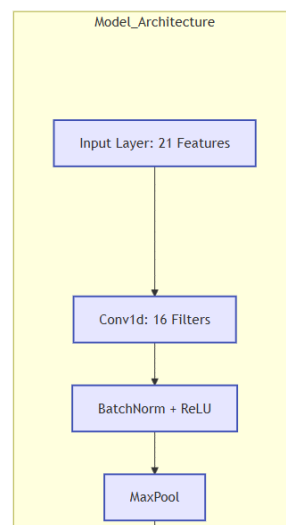 Model_Architecture
Input Layer: 21 Features
Conv1d: 16 Filters
BatchNorm + ReLU
MaxPool